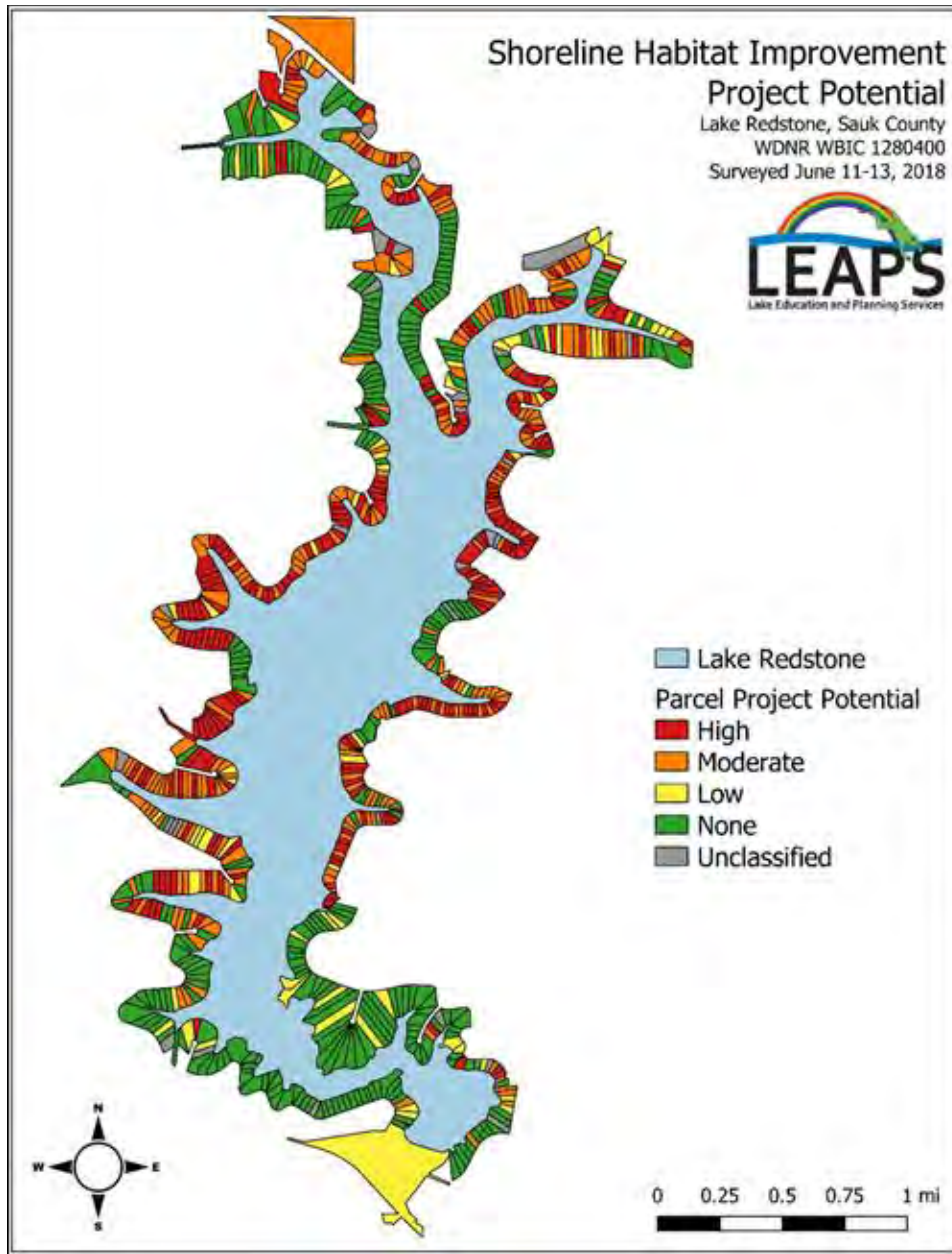 Shoreline Habitat Improvement
Project Potential
Lake Redstone, Sauk County
WDNR WBIC 1280400
Surveyed June 11-13, 2018
LEAPS
Lake Education and Planning Services
Lake Redstone
Parcel Project Potential
High
Moderate
Low
None
Unclassified
N
W E
S
0 0.25 0.5 0.75 1 mi